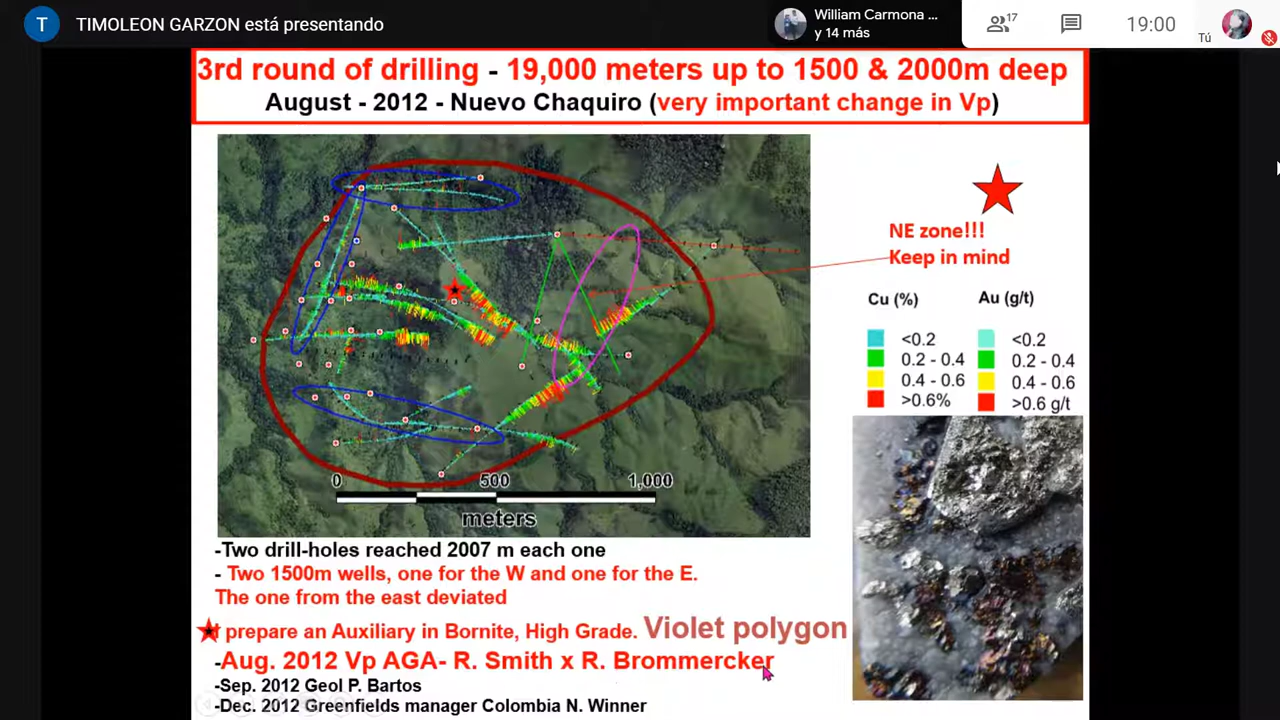 T TIMOLEON GARZON está presentando
William Carmona ...
y 14 más
17
19:00
Tú
3rd round of drilling - 19,000 meters up to 1500 & 2000m deep
August - 2012 - Nuevo Chaquiro (very important change in Vp)
NE zone!!!
Keep in mind
Cu (%) Au (g/t)
<0.2 <0.2
0.2 - 0.4 0.2 - 0.4
0.4 - 0.6 0.4 - 0.6
>0.6% >0.6 g/t
0 500 1,000
meters
-Two drill-holes reached 2007 m each one
- Two 1500m wells, one for the W and one for the E.
The one from the east deviated
prepare an Auxiliary in Bornite, High Grade. Violet polygon
-Aug. 2012 Vp AGA- R. Smith x R. Brommercker
-Sep. 2012 Geol P. Bartos
-Dec. 2012 Greenfields manager Colombia N. Winner